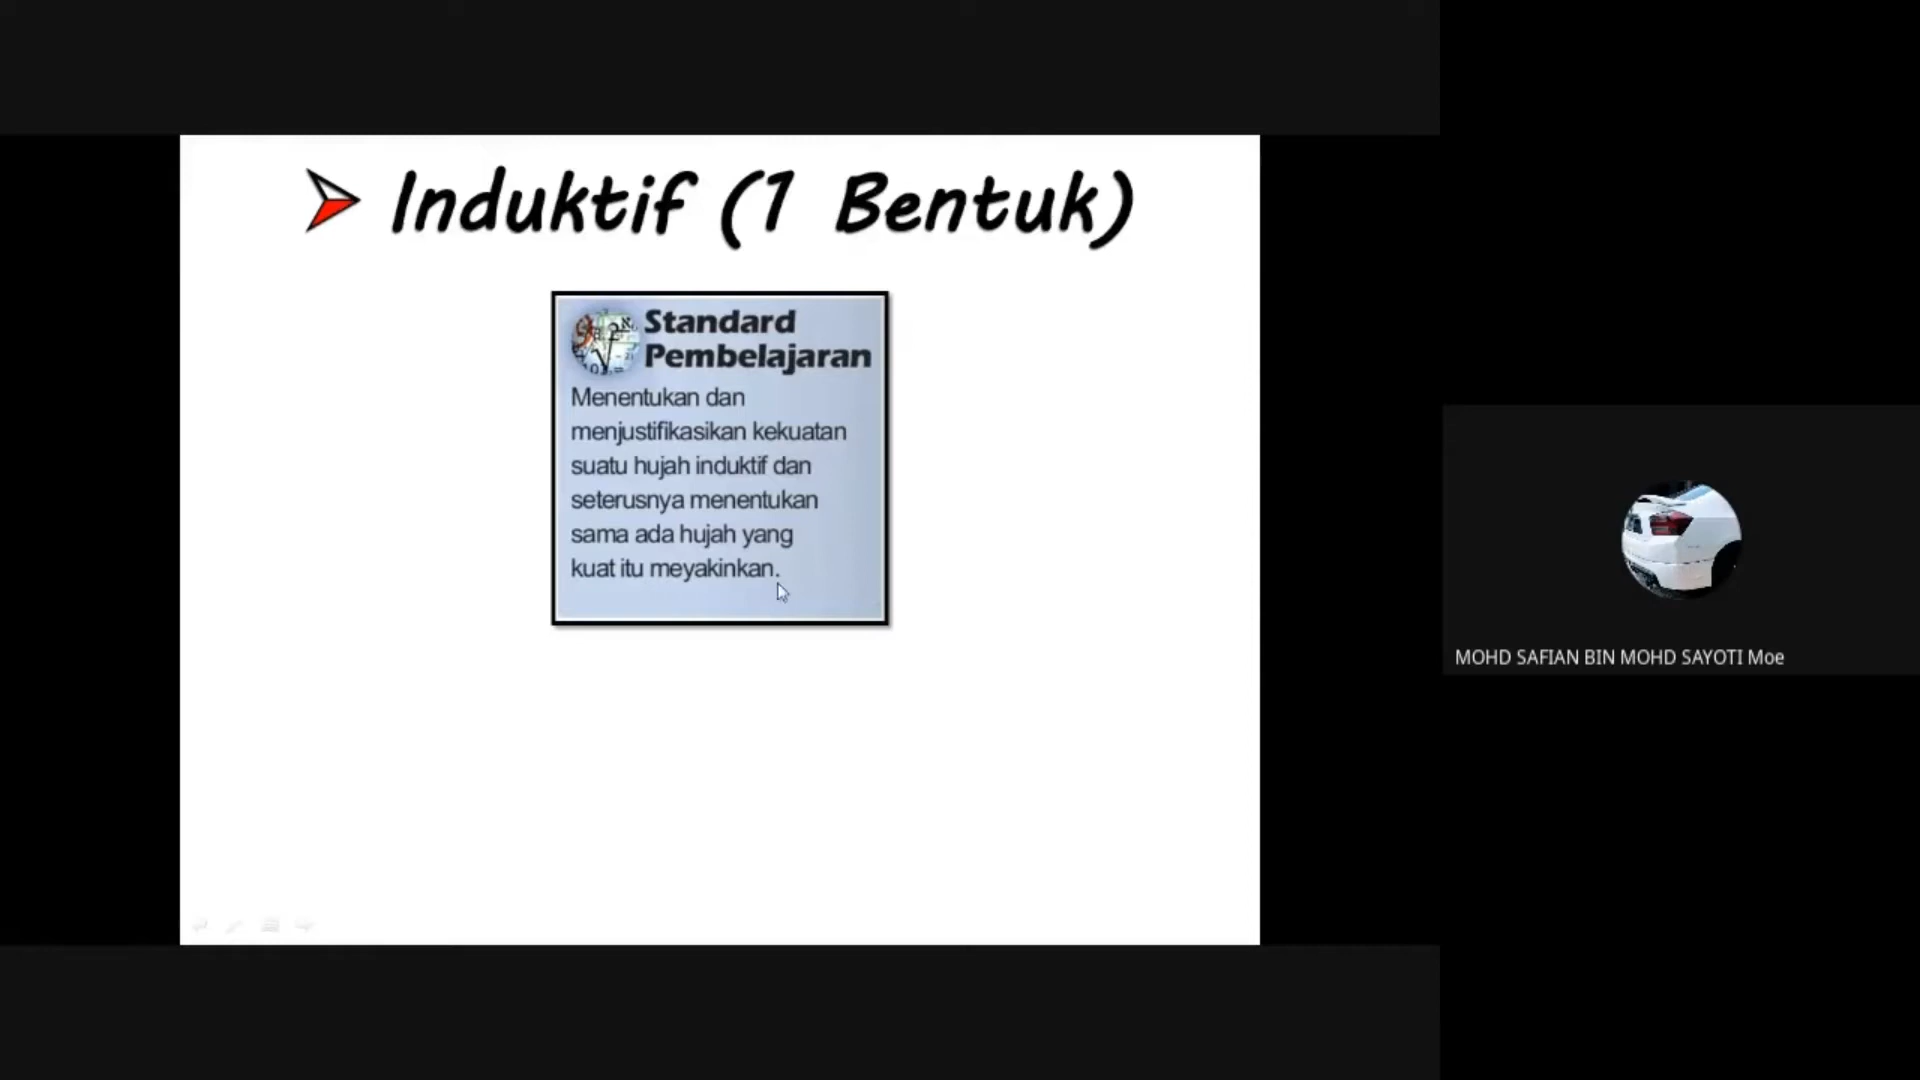 Induktif (1 Bentuk)
Standard
Pembelajaran
Menentukan dan
menjustifikasikan kekuatan
suatu hujah induktif dan
seterusnya menentukan
sama ada hujah yang
kuat itu meyakinkan.
MOHD SAFIAN BIN MOHD SAYOTI Moe